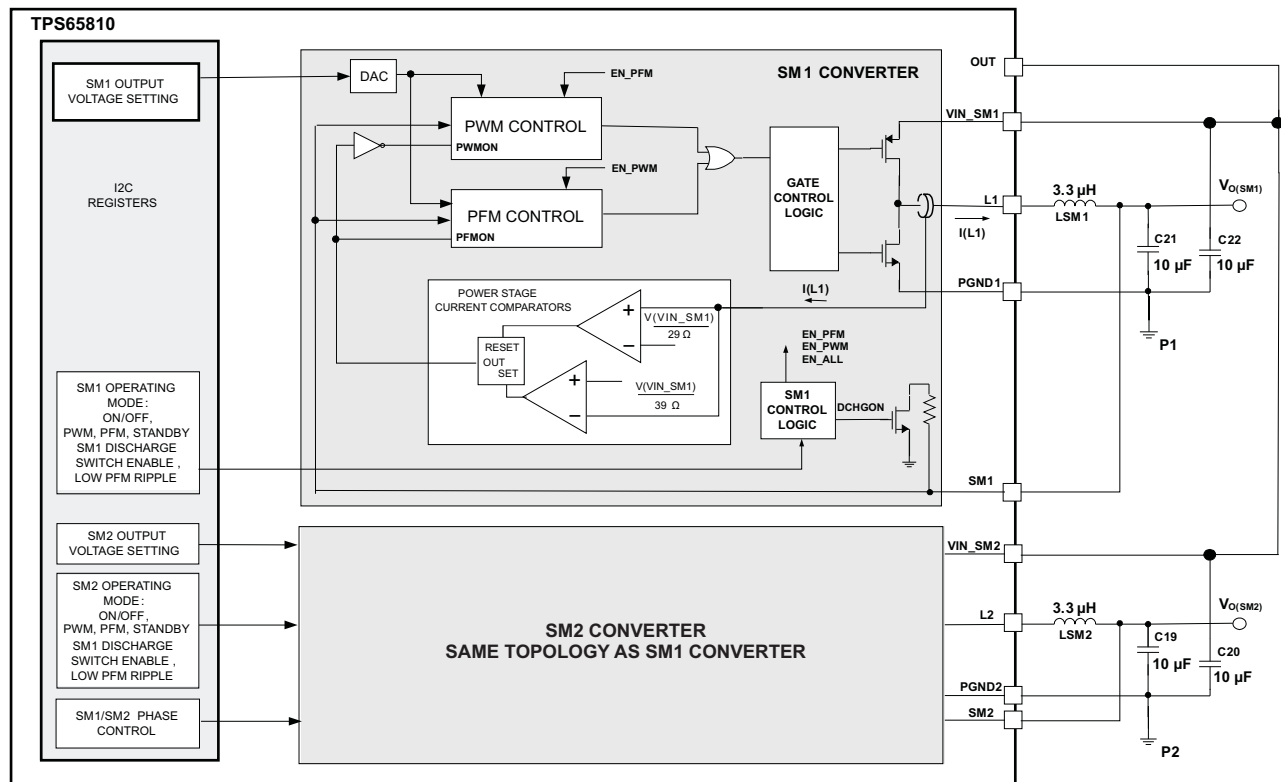 TPS65810
SM1 OUTPUT
VOLTAGE SETTING
I2C
REGISTERS
SM1 OPERATING
MODE :
ON/OFF,
PWM, PFM, STANDBY
SM1 DISCHARGE
SWITCH ENABLE ,
LOW PFM RIPPLE
SM2 OUTPUT
VOLTAGE SETTING
SM2 OPERATING
MODE :
ON/OFF,
PWM, PFM, STANDBY
SM1 DISCHARGE
SWITCH ENABLE ,
LOW PFM RIPPLE
SM1/SM2 PHASE
CONTROL
DAC
EN_PFM
SM1 CONVERTER
PWM CONTROL
PWMON
EN_PWM
PFM CONTROL
PFMON
GATE
CONTROL
LOGIC
POWER STAGE
CURRENT COMPARATORS
I(L1)
+
V(VIN_SM1)
29 Ω
−
RESET
OUT
SET
+
V(VIN_SM1)
39 Ω
−
EN_PFM
EN_PWM
EN_ALL
SM1
CONTROL
LOGIC
DCHGON
SM2 CONVERTER
SAME TOPOLOGY AS SM1 CONVERTER
OUT
VIN_SM1
L1
I(L1)
3.3 µH
LSM1
VO(SM1)
C21
10 µF
C22
10 µF
PGND1
P1
SM1
VIN_SM2
L2
3.3 µH
LSM2
VO(SM2)
C19
10 µF
C20
10 µF
PGND2
SM2
P2